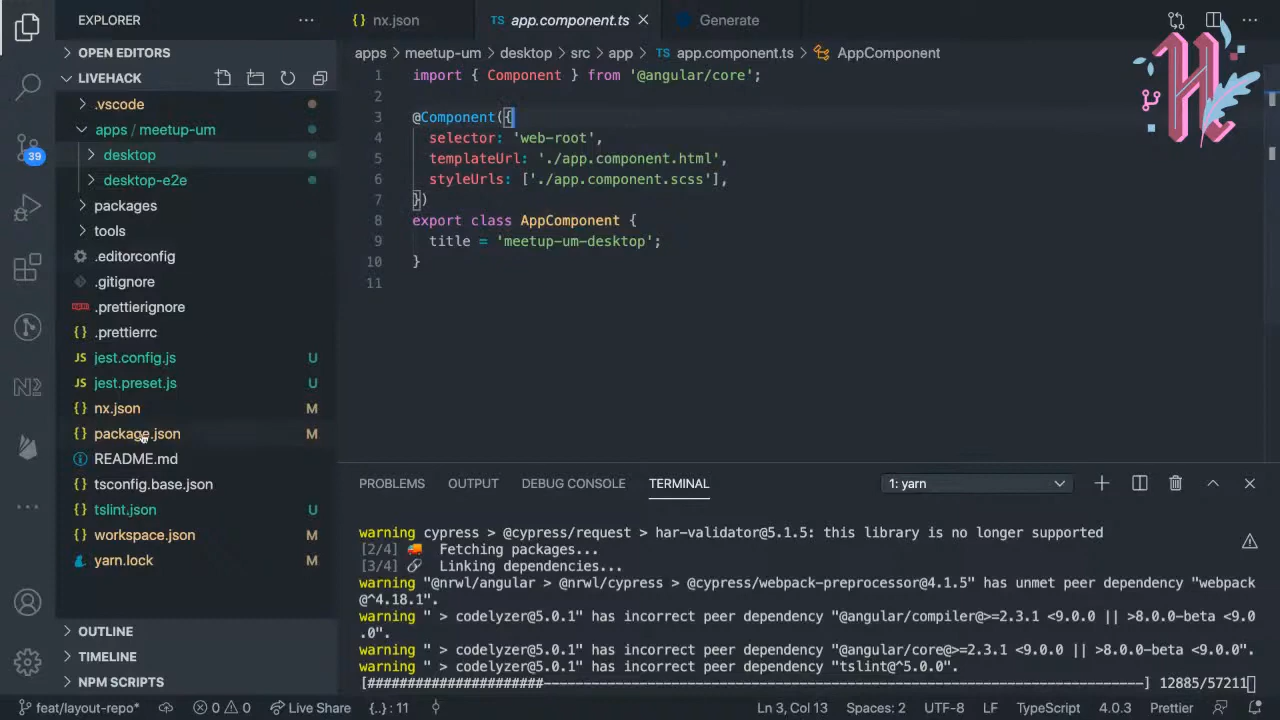 EXPLORER
nx.json
TS app.component.ts
Generate
OPEN EDITORS
apps > meetup-um > desktop > src > app > app.component.ts > AppComponent
LIVEHACK
.vscode
apps / meetup-um
desktop
desktop-e2e
packages
tools
.editorconfig
.gitignore
.prettierignore
.prettierrc
JS jest.config.js U
JS jest.preset.js U
{} nx.json M
{} package.json M
README.md
{} tsconfig.base.json
{} tslint.json U
{} workspace.json M
yarn.lock M
OUTLINE
TIMELINE
NPM SCRIPTS
39
1 import { Component } from '@angular/core';
2
3 @Component({
4 selector: 'web-root',
5 templateUrl: './app.component.html',
6 styleUrls: ['./app.component.scss'],
7 })
8 export class AppComponent {
9 title = 'meetup-um-desktop';
10 }
11
H
PROBLEMS OUTPUT DEBUG CONSOLE TERMINAL 1: yarn
warning cypress > @cypress/request > har-validator@5.1.5: this library is no longer supported
[2/4] 🚚 Fetching packages...
[3/4] 🔗 Linking dependencies...
warning "@nrwl/angular > @nrwl/cypress > @cypress/webpack-preprocessor@4.1.5" has unmet peer dependency "webpack
@^4.18.1".
warning " > codelyzer@5.0.1" has incorrect peer dependency "@angular/compiler@>=2.3.1 <9.0.0 || >8.0.0-beta <9.0
.0".
warning " > codelyzer@5.0.1" has incorrect peer dependency "@angular/core@>=2.3.1 <9.0.0 || >8.0.0-beta <9.0.0".
warning " > codelyzer@5.0.1" has incorrect peer dependency "tslint@^5.0.0".
[######################-------------------------------------------------------------------------] 12885/57211
feat/layout-repo* 0 0 Live Share {..} : 11 Ln 3, Col 13 Spaces: 2 UTF-8 LF TypeScript 4.0.3 Prettier